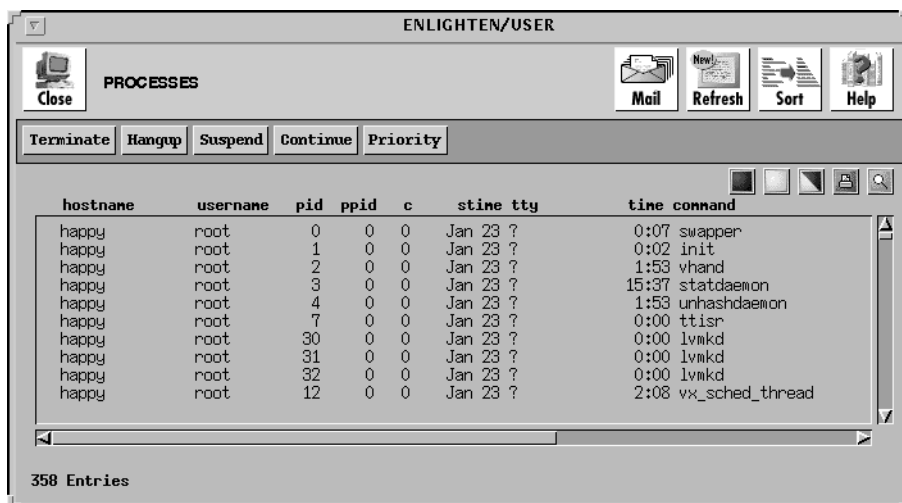 ENLIGHTEN/USER
Close PROCESSES New! Mail Refresh Sort Help
Terminate Hangup Suspend Continue Priority
hostname username pid ppid c stime tty time command
happy root 0 0 0 Jan 23 ? 0:07 swapper
happy root 1 0 0 Jan 23 ? 0:02 init
happy root 2 0 0 Jan 23 ? 1:53 vhand
happy root 3 0 0 Jan 23 ? 15:37 statdaemon
happy root 4 0 0 Jan 23 ? 1:53 unhashdaemon
happy root 7 0 0 Jan 23 ? 0:00 ttisr
happy root 30 0 0 Jan 23 ? 0:00 lvmkd
happy root 31 0 0 Jan 23 ? 0:00 lvmkd
happy root 32 0 0 Jan 23 ? 0:00 lvmkd
happy root 12 0 0 Jan 23 ? 2:08 vx_sched_thread
358 Entries